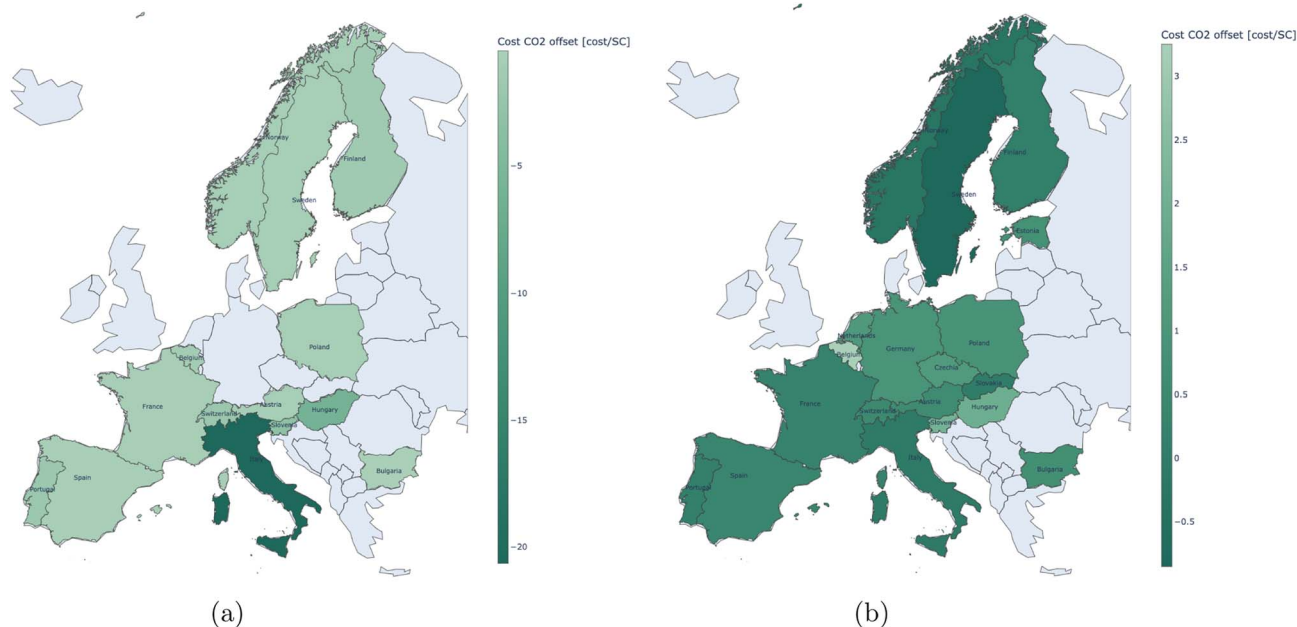 Cost CO2 offset [cost/SC]
−5
−10
−15
−20
Norway
Finland
Sweden
Poland
Belgium
France
Switzerland
Austria
Hungary
Slovenia
Italy
Bulgaria
Spain
Portugal
(a)
Cost CO2 offset [cost/SC]
3
2.5
2
1.5
1
0.5
0
−0.5
Norway
Finland
Sweden
Estonia
Netherlands
Belgium
Germany
Poland
Czechia
Slovakia
France
Switzerland
Austria
Hungary
Slovenia
Italy
Bulgaria
Spain
Portugal
(b)